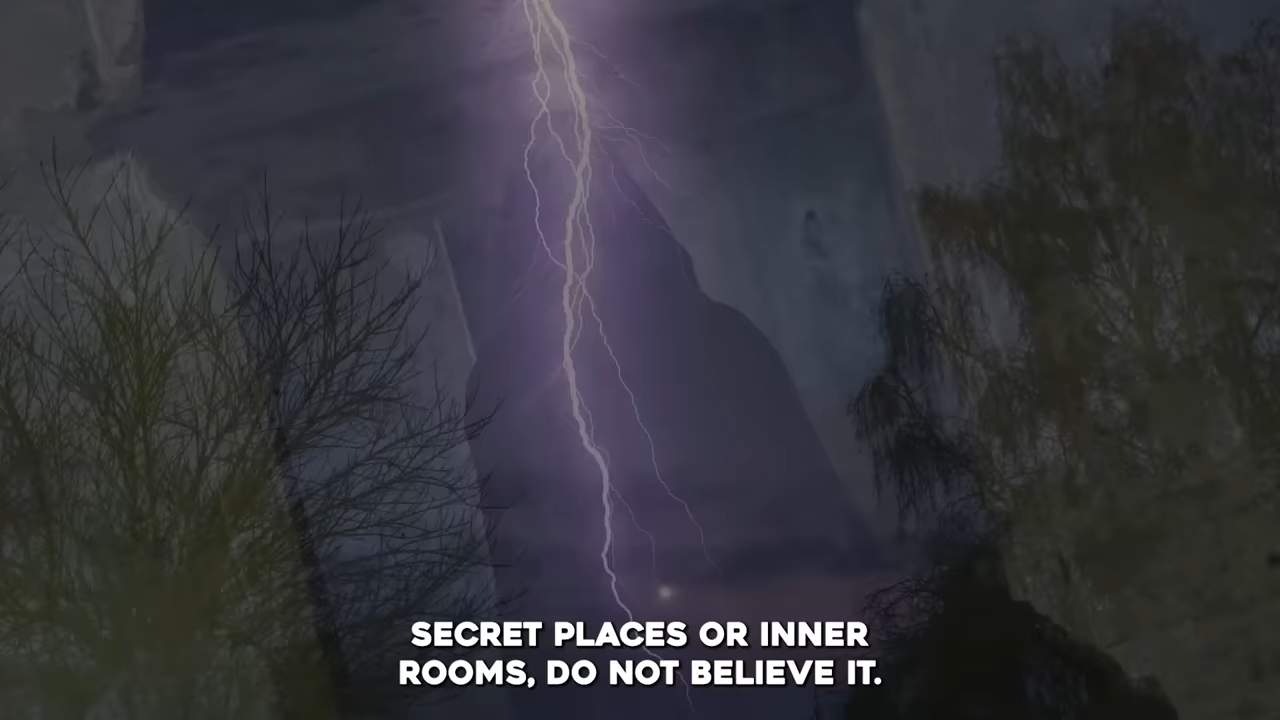 SECRET PLACES OR INNER
ROOMS, DO NOT BELIEVE IT.